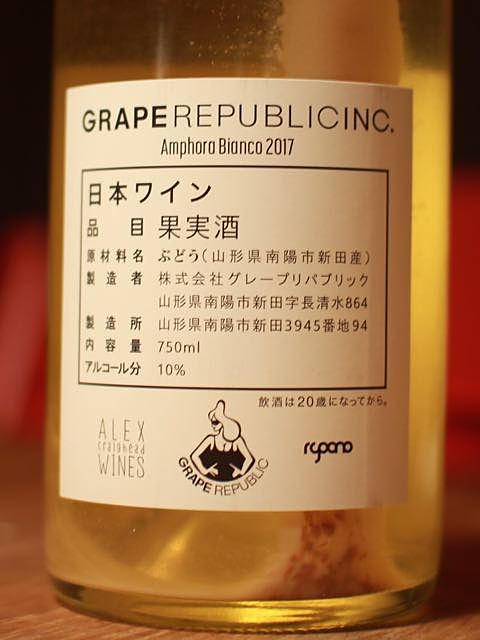 GRAPEREPUBLICINC.
Amphora Bianco 2017
日本ワイン
品 目 果実酒
原材料名 ぶどう(山形県南陽市新田産)
製造者 株式会社グレープリパブリック
山形県南陽市新田字長清水864
製造所 山形県南陽市新田3945番地94
内容量 750ml
アルコール分 10%
飲酒は20歳になってから。
ALEX
craighead
WINES
GRAPE REPUBLIC